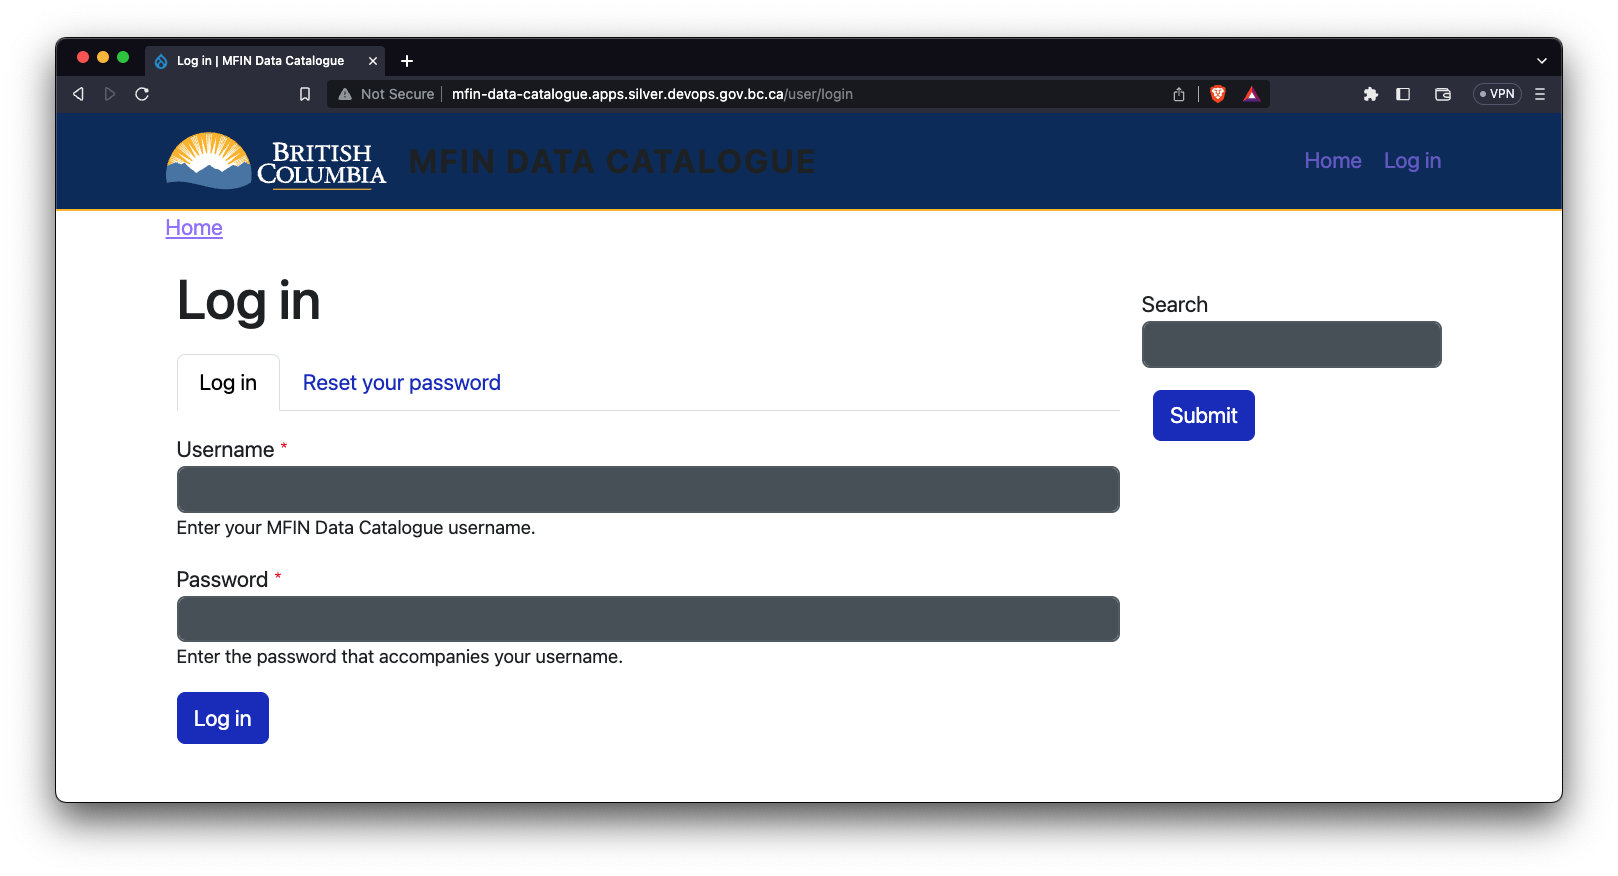 Log in | MFIN Data Catalogue
Not Secure mfin-data-catalogue.apps.silver.devops.gov.bc.ca/user/login
VPN
BRITISH
COLUMBIA
MFIN DATA CATALOGUE
Home Log in
Home
Log in
Log in Reset your password
Username *
Enter your MFIN Data Catalogue username.
Password *
Enter the password that accompanies your username.
Log in
Search
Submit